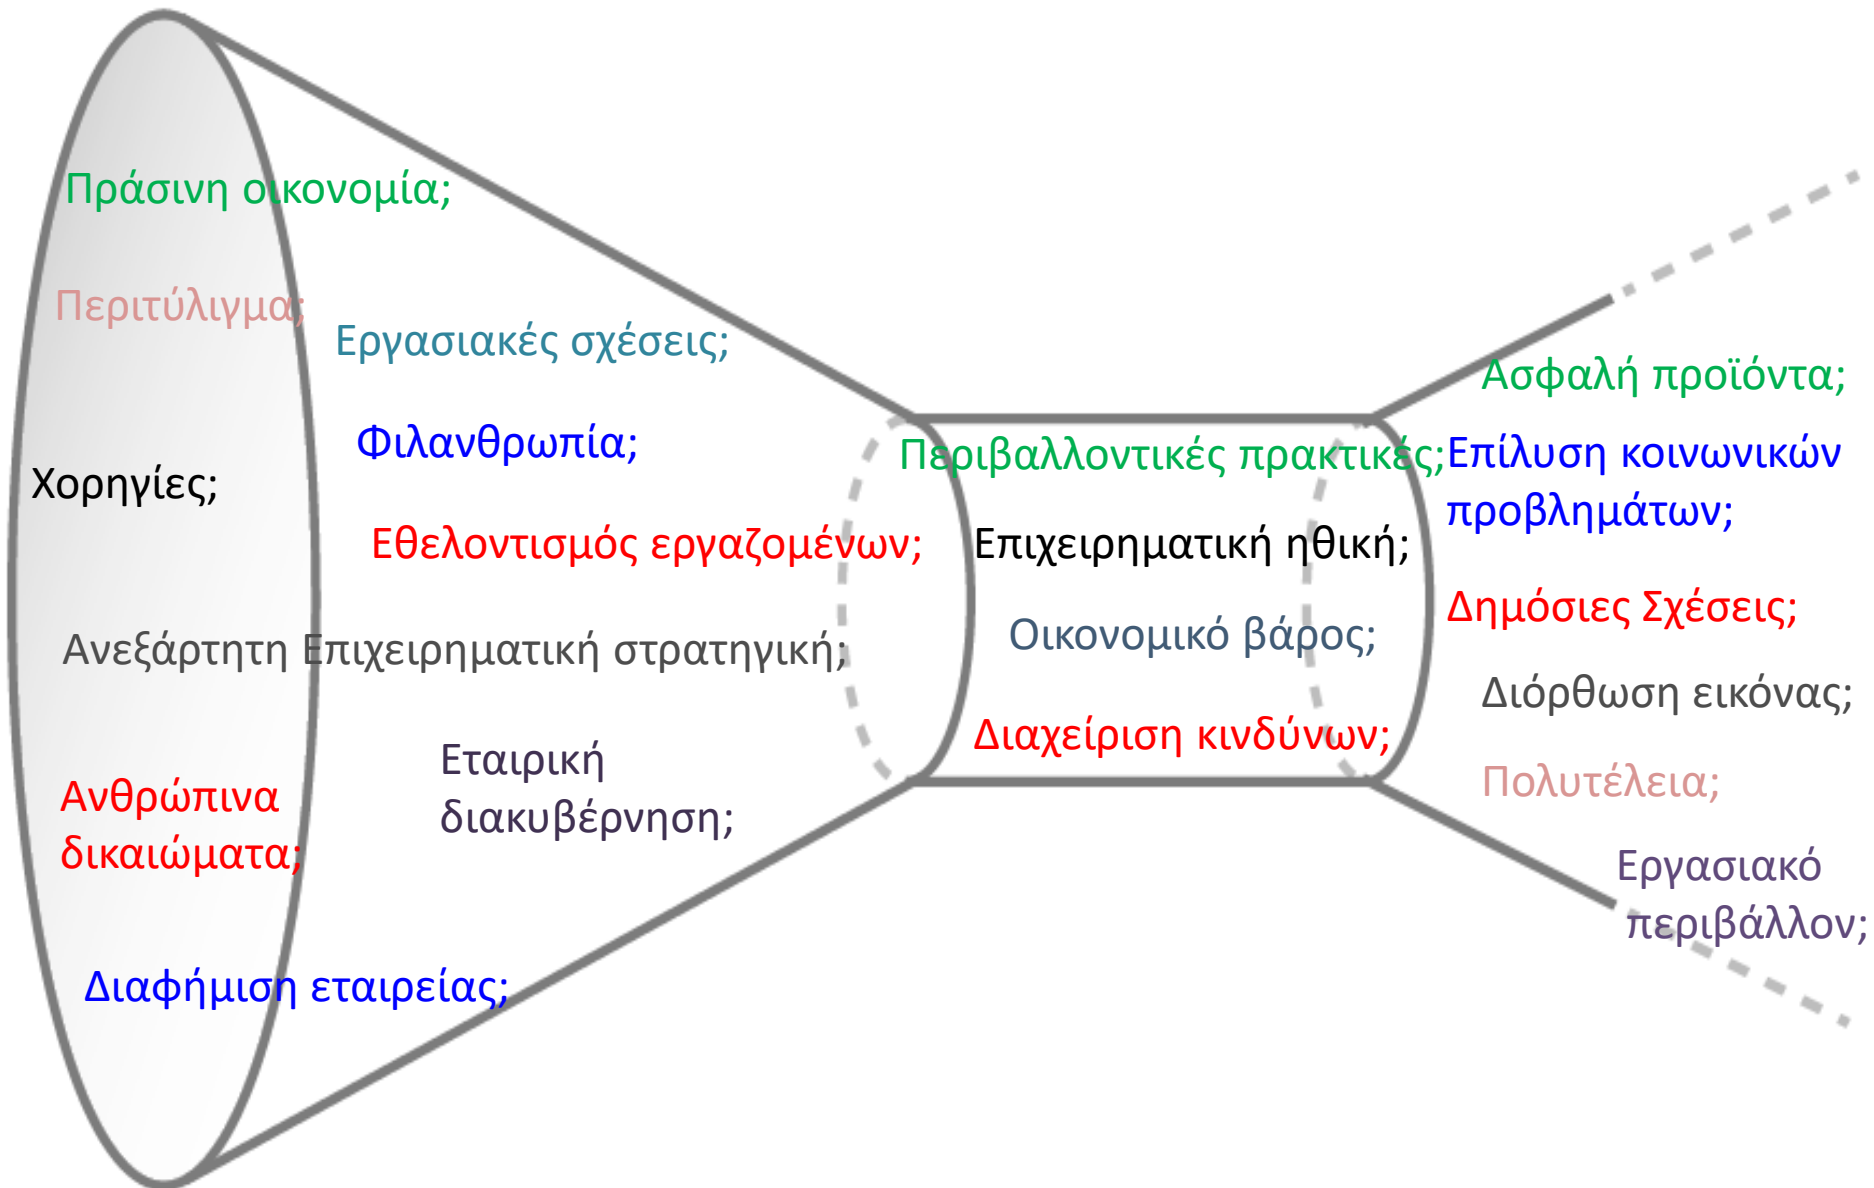 Πράσινη οικονομία;
Περιτύλιγμα;
Εργασιακές σχέσεις;
Φιλανθρωπία;
Χορηγίες;
Εθελοντισμός εργαζομένων;
Ανεξάρτητη Επιχειρηματική στρατηγική;
Εταιρική
διακυβέρνηση;
Ανθρώπινα
δικαιώματα;
Διαφήμιση εταιρείας;
Περιβαλλοντικές πρακτικές;
Επιχειρηματική ηθική;
Οικονομικό βάρος;
Διαχείριση κινδύνων;
Ασφαλή προϊόντα;
Επίλυση κοινωνικών
προβλημάτων;
Δημόσιες Σχέσεις;
Διόρθωση εικόνας;
Πολυτέλεια;
Εργασιακό
περιβάλλον;